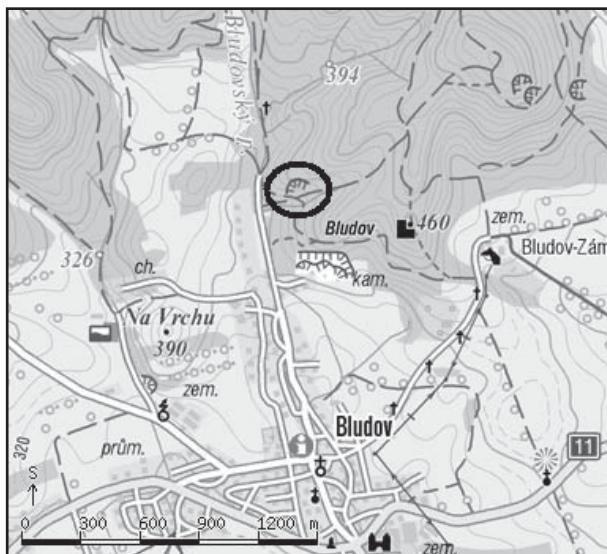 Bludovský p.
394
zem.
Bludov
460
Bludov-Zám
326
ch.
kam.
Na Vrchu
390
zem.
Bludov
11
320
prům.
i
S
0 300 600 900 1200 m
zem.